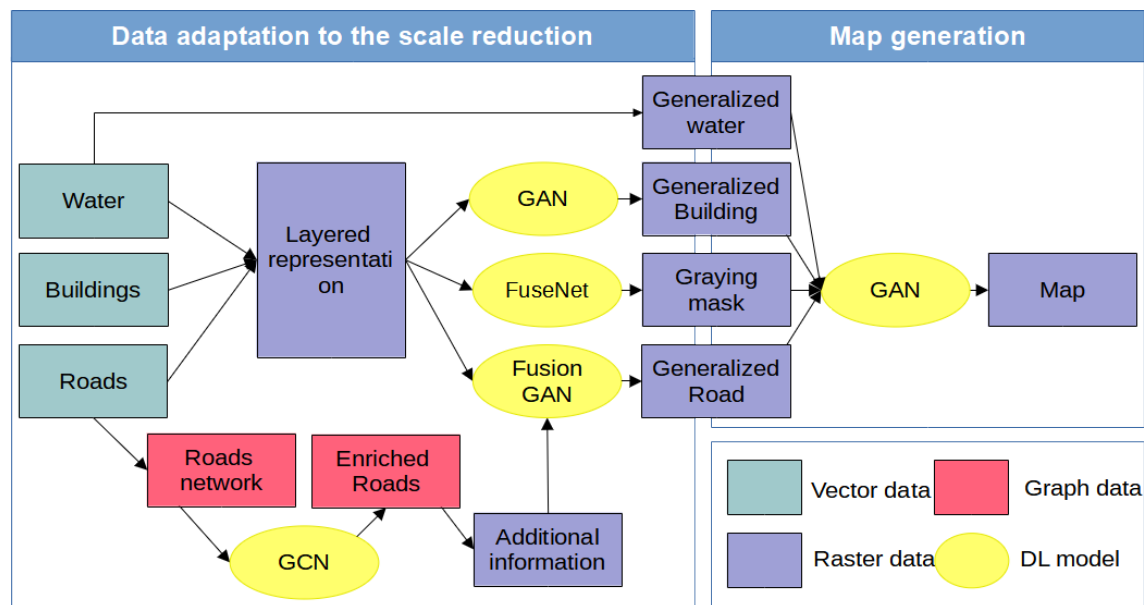 Data adaptation to the scale reduction
Map generation
Generalized
water
Water
GAN
Generalized
Building
Layered
representati
on
Buildings
FuseNet
Graying
mask
GAN
Map
Roads
Fusion
GAN
Generalized
Road
Roads
network
Enriched
Roads
GCN
Additional
information
Vector data
Graph data
Raster data
DL model